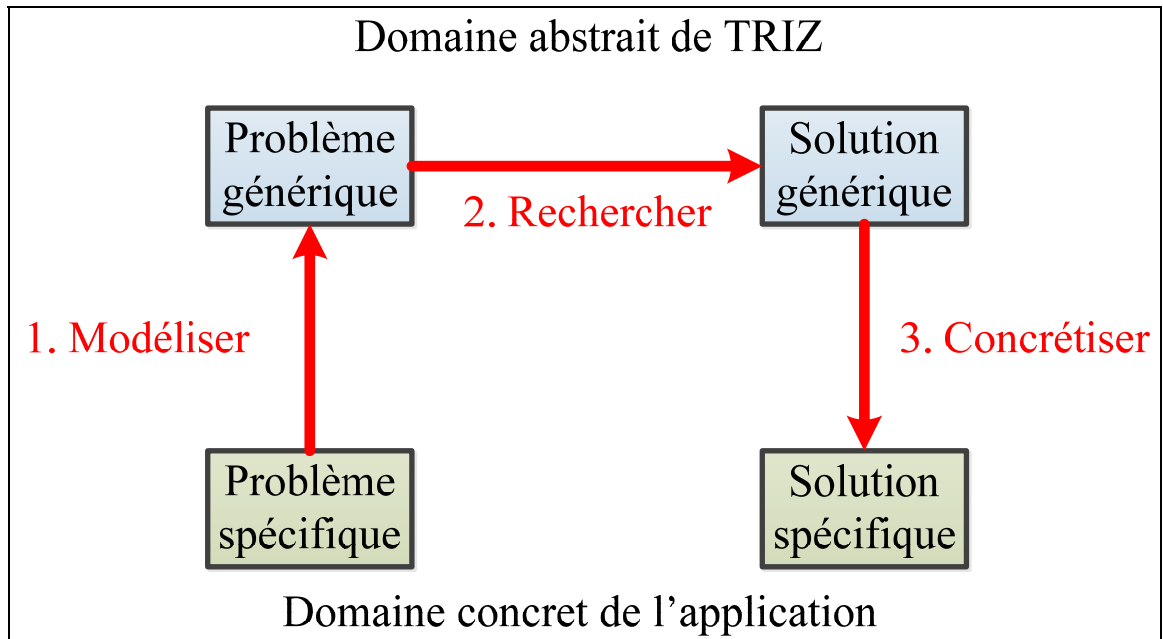 Domaine abstrait de TRIZ
Problème
générique
Solution
générique
2. Rechercher
1. Modéliser
3. Concrétiser
Problème
spécifique
Solution
spécifique
Domaine concret de l’application